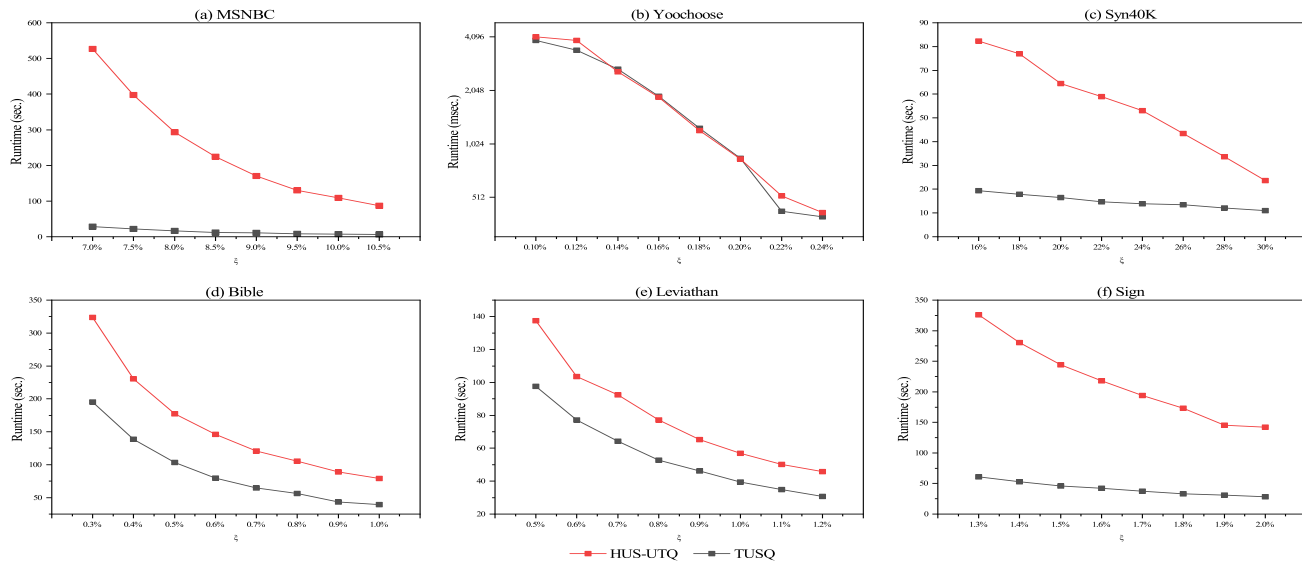 (a) MSNBC
Runtime (sec.)
600
500
400
300
200
100
0
7.0% 7.5% 8.0% 8.5% 9.0% 9.5% 10.0% 10.5%
ξ
(b) Yoochoose
Runtime (msec.)
4,096
2,048
1,024
512
0.10% 0.12% 0.14% 0.16% 0.18% 0.20% 0.22% 0.24%
ξ
(c) Syn40K
Runtime (sec.)
90
80
70
60
50
40
30
20
10
0
16% 18% 20% 22% 24% 26% 28% 30%
ξ
(d) Bible
Runtime (sec.)
350
300
250
200
150
100
50
0.3% 0.4% 0.5% 0.6% 0.7% 0.8% 0.9% 1.0%
ξ
(e) Leviathan
Runtime (sec.)
140
120
100
80
60
40
20
0.5% 0.6% 0.7% 0.8% 0.9% 1.0% 1.1% 1.2%
ξ
(f) Sign
Runtime (sec.)
350
300
250
200
150
100
50
0
1.3% 1.4% 1.5% 1.6% 1.7% 1.8% 1.9% 2.0%
ξ
HUS-UTQ TUSQ